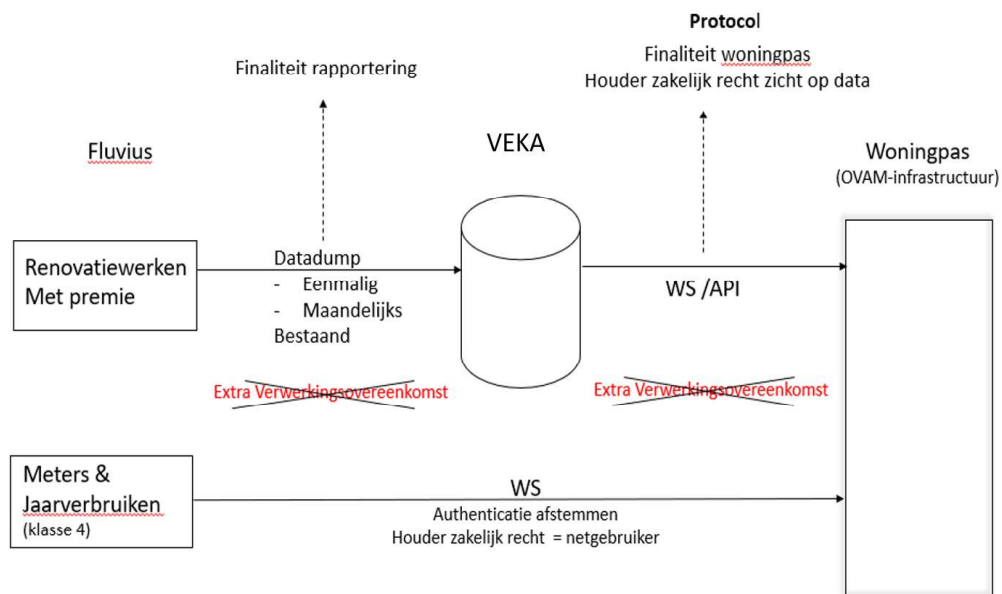 Protocol
Finaliteit woningpas
Houder zakelijk recht zicht op data
Finaliteit rapportering
Fluvius
VEKA
Woningpas
(OVAM-infrastructuur)
Renovatiewerken
Met premie
Datadump
- Eenmalig
- Maandelijks
Bestaand
WS /API
Extra Verwerkingsovereenkomst
Extra Verwerkingsovereenkomst
Meters &
Jaarverbruiken
(klasse 4)
WS
Authenticatie afstemmen
Houder zakelijk recht = netgebruiker